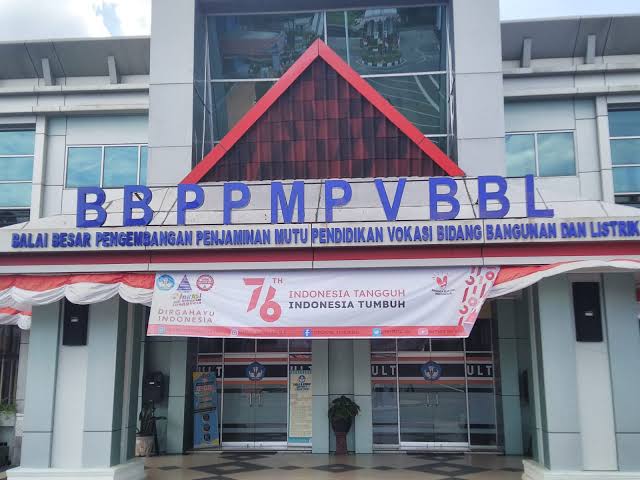 BBPPMPVBBL
BALAI BESAR PENGEMBANGAN PENJAMINAN MUTU PENDIDIKAN VOKASI BIDANG BANGUNAN DAN LISTRIK
DIRGAHAYU
INDONESIA
76TH
INDONESIA TANGGUH
INDONESIA TUMBUH
ULT
ULT